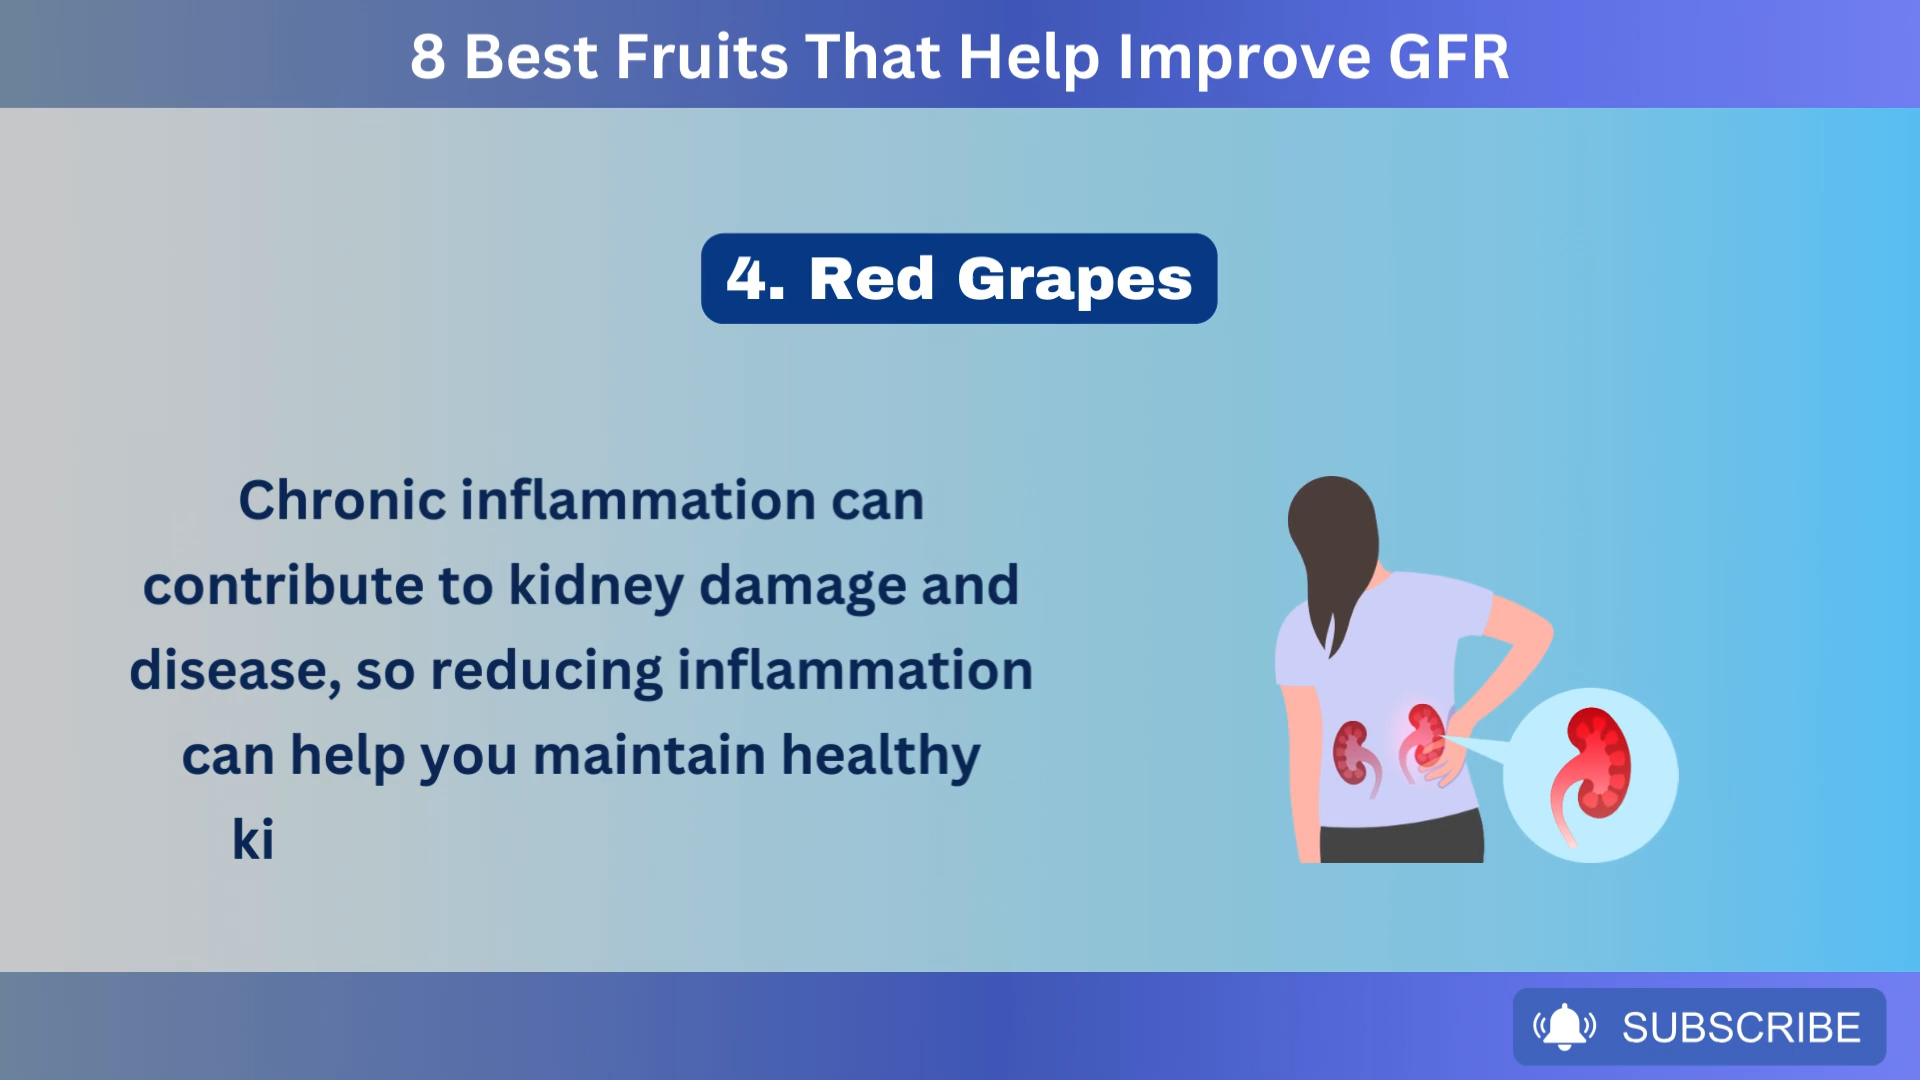 8 Best Fruits That Help Improve GFR
4. Red Grapes
Chronic inflammation can
contribute to kidney damage and
disease, so reducing inflammation
can help you maintain healthy
ki
SUBSCRIBE